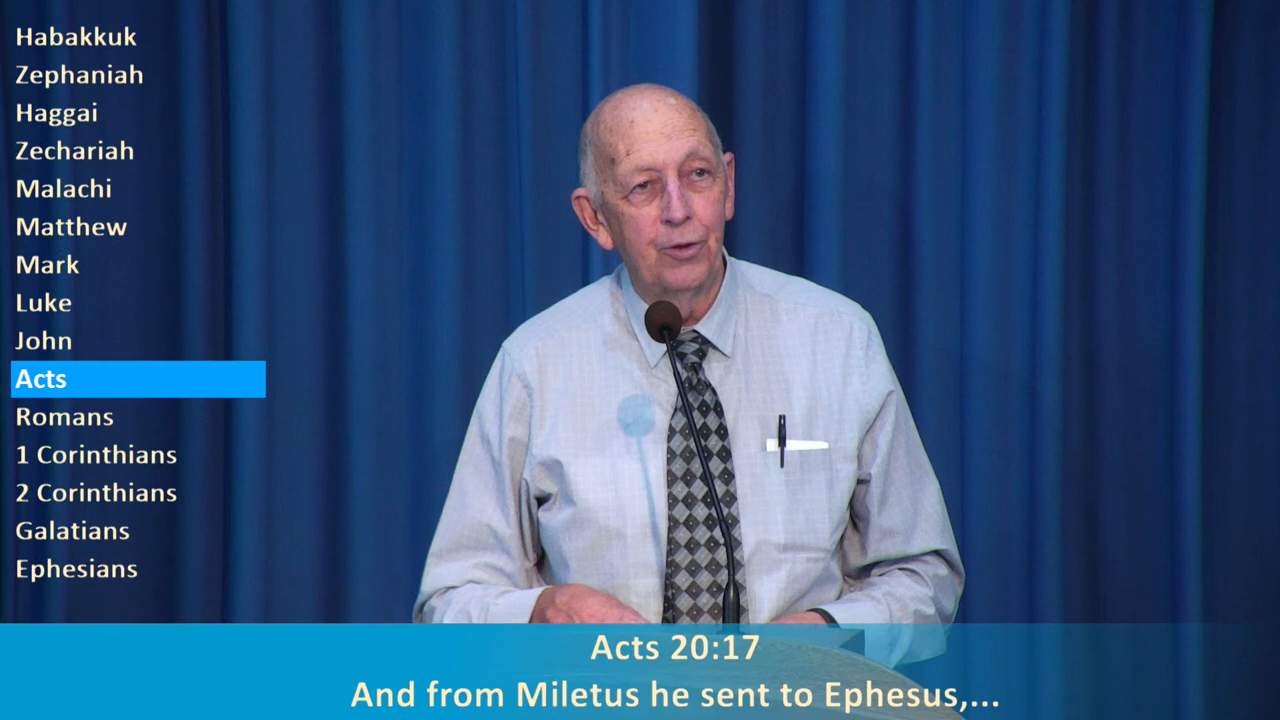 Habakkuk
Zephaniah
Haggai
Zechariah
Malachi
Matthew
Mark
Luke
John
Acts
Romans
1 Corinthians
2 Corinthians
Galatians
Ephesians
Acts 20:17
And from Miletus he sent to Ephesus,...